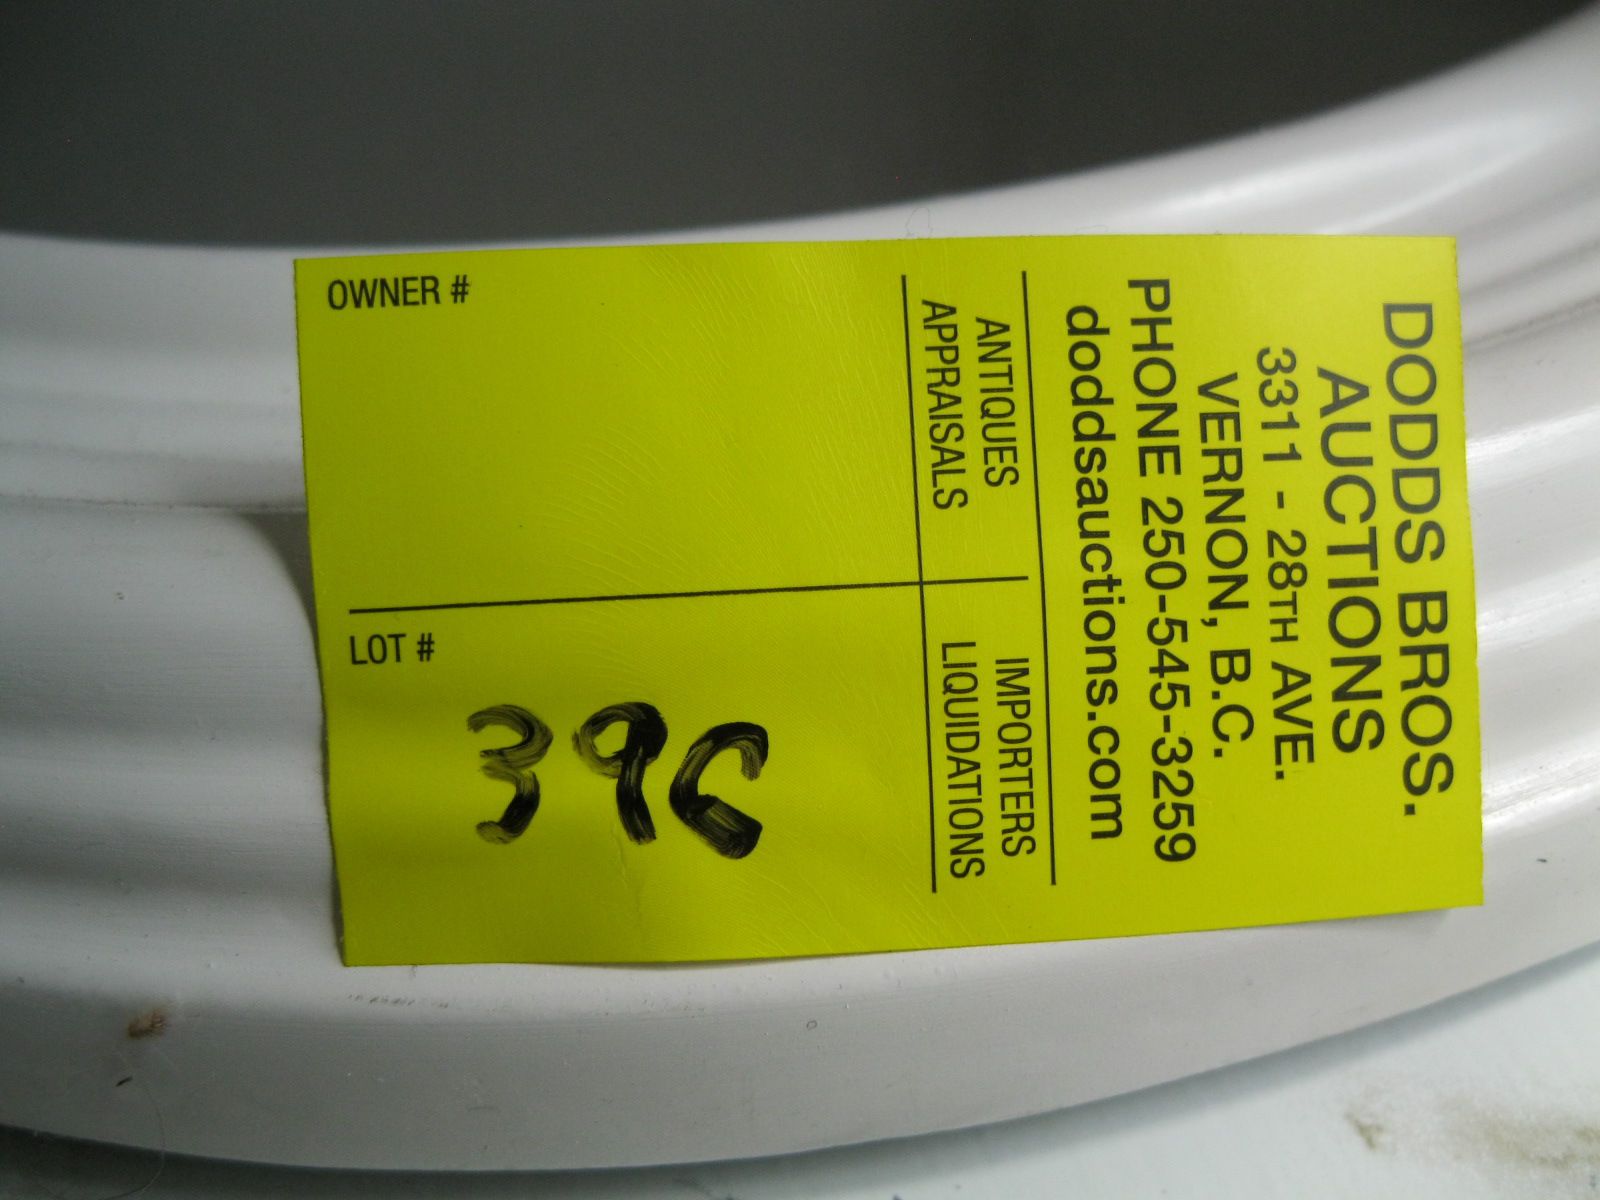 DODDS BROS.
AUCTIONS
3311 - 28TH AVE.
VERNON, B.C.
PHONE 250-545-3259
doddsauctions.com
ANTIQUES
APPRAISALS
IMPORTERS
LIQUIDATIONS
OWNER #
LOT #
396